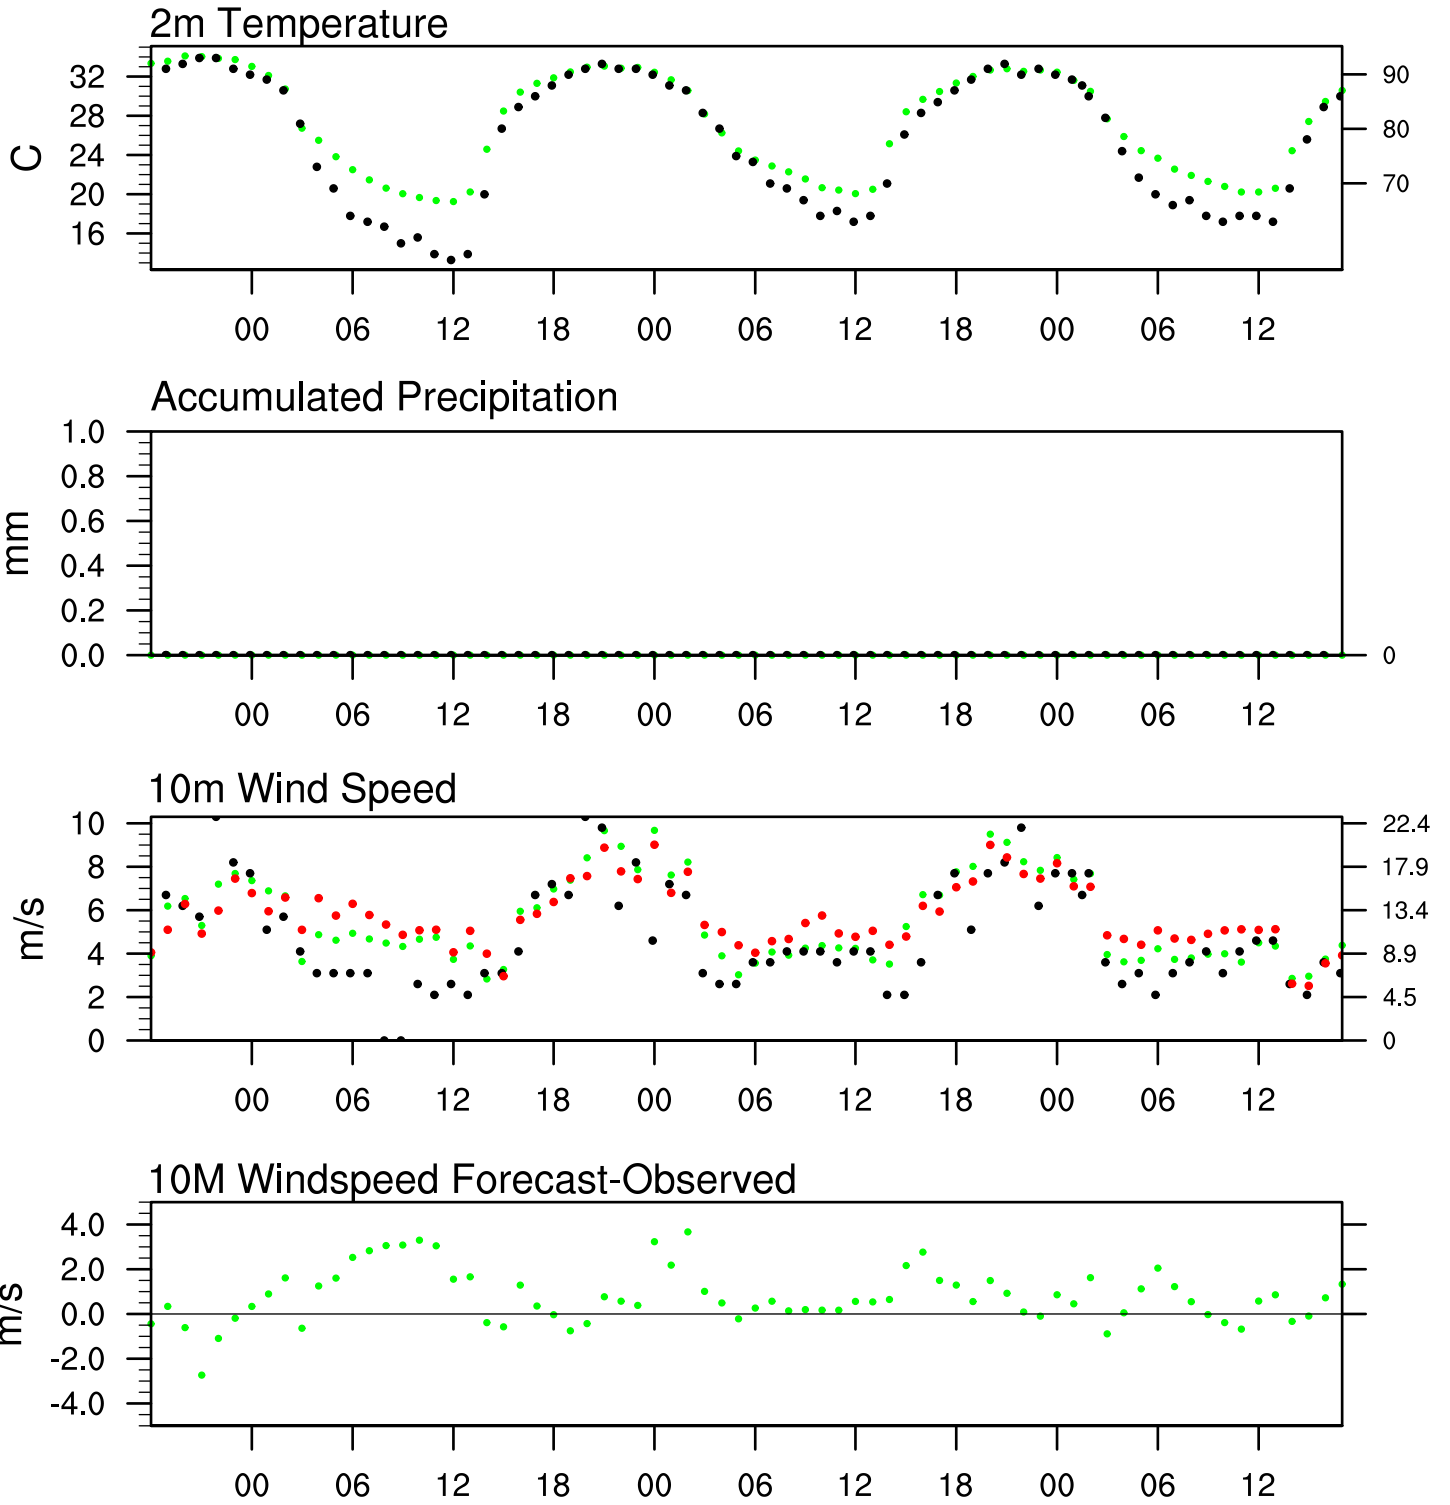 2m Temperature
C
32
28
24
20
16
90
80
70
00 06 12 18 00 06 12 18 00 06 12
Accumulated Precipitation
mm
1.0
0.8
0.6
0.4
0.2
0.0
0
00 06 12 18 00 06 12 18 00 06 12
10m Wind Speed
m/s
10
8
6
4
2
0
22.4
17.9
13.4
8.9
4.5
0
00 06 12 18 00 06 12 18 00 06 12
10M Windspeed Forecast-Observed
m/s
4.0
2.0
0.0
-2.0
-4.0
00 06 12 18 00 06 12 18 00 06 12